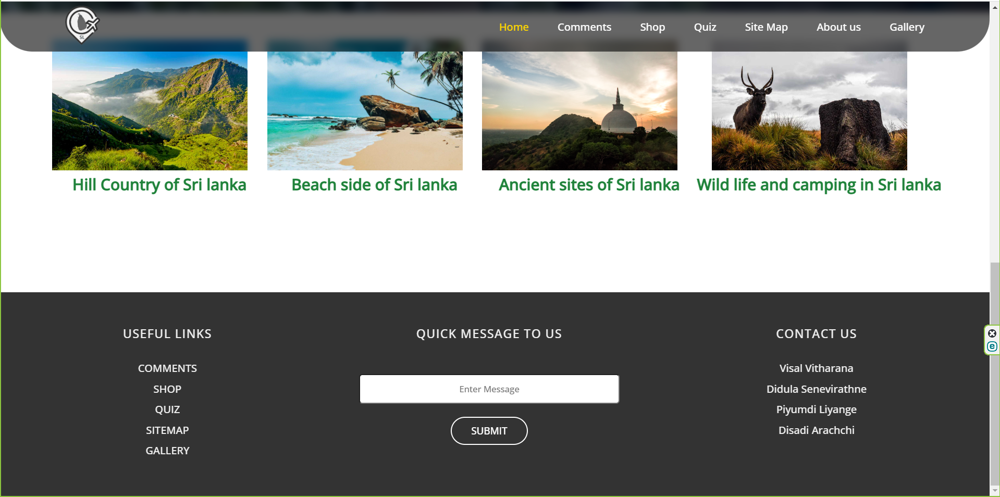 SL
Home Comments Shop Quiz Site Map About us Gallery
Hill Country of Sri lanka
Beach side of Sri lanka
Ancient sites of Sri lanka
Wild life and camping in Sri lanka
USEFUL LINKS
COMMENTS
SHOP
QUIZ
SITEMAP
GALLERY
QUICK MESSAGE TO US
Enter Message
SUBMIT
CONTACT US
Visal Vitharana
Didula Senevirathne
Piyumdi Liyange
Disadi Arachchi
e